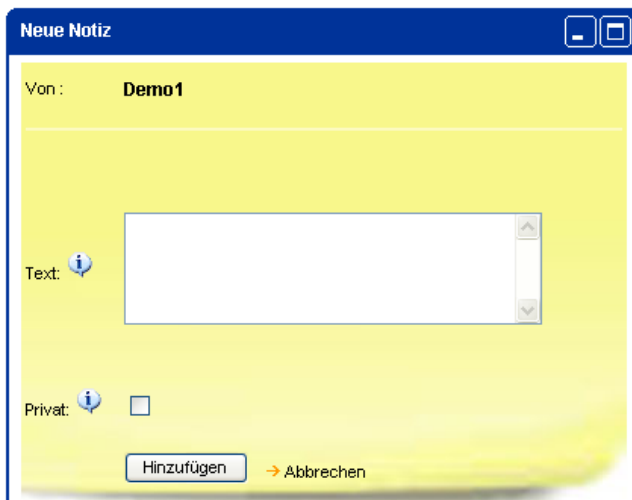 Neue Notiz
Von : Demo1
Text:
Privat:
Hinzufügen Abbrechen